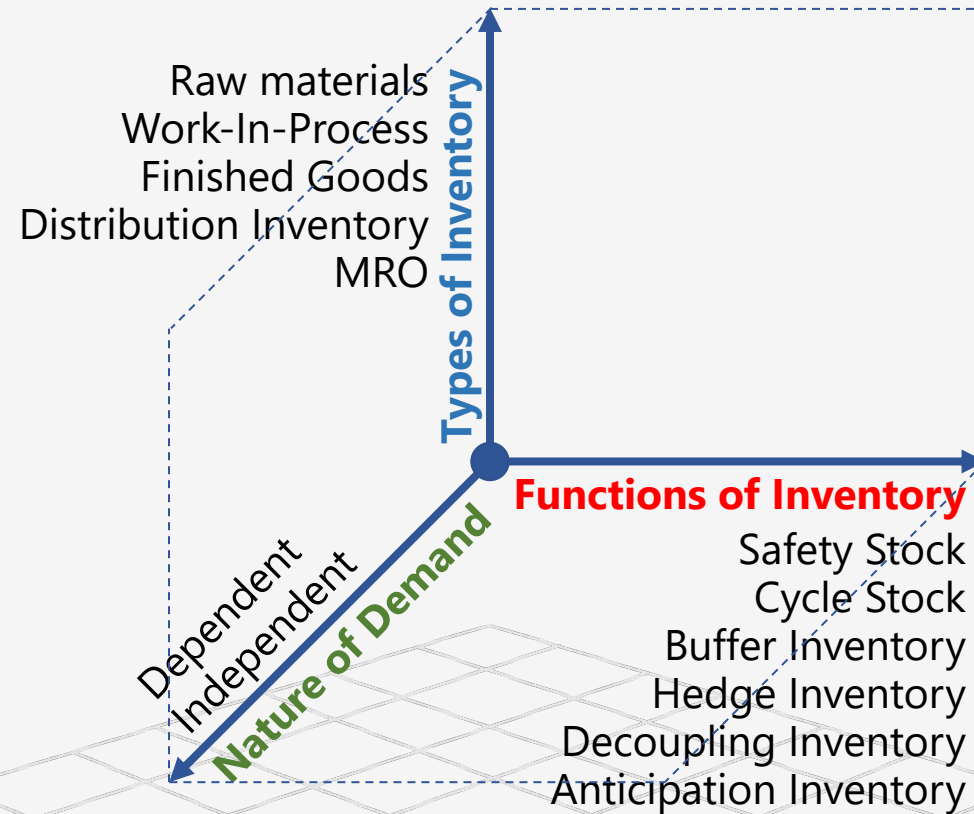 Raw materials
Work-In-Process
Finished Goods
Distribution Inventory
MRO
Types of Inventory
Functions of Inventory
Safety Stock
Cycle Stock
Buffer Inventory
Hedge Inventory
Decoupling Inventory
Anticipation Inventory
Dependent
Independent
Nature of Demand